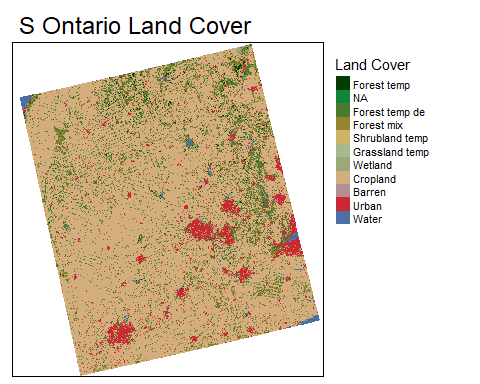 S Ontario Land Cover
Land Cover
Forest temp
NA
Forest temp de
Forest mix
Shrubland temp
Grassland temp
Wetland
Cropland
Barren
Urban
Water